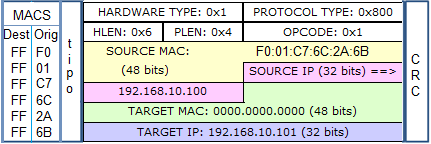 MACS
Dest Orig
FF F0
FF 01
FF C7
FF 6C
FF 2A
FF 6B
tipo
HARDWARE TYPE: 0x1 PROTOCOL TYPE: 0x800
HLEN: 0x6 PLEN: 0x4 OPCODE: 0x1
SOURCE MAC: F0:01:C7:6C:2A:6B
(48 bits) SOURCE IP (32 bits) ==>
192.168.10.100
TARGET MAC: 0000.0000.0000 (48 bits)
TARGET IP: 192.168.10.101 (32 bits)
CRC